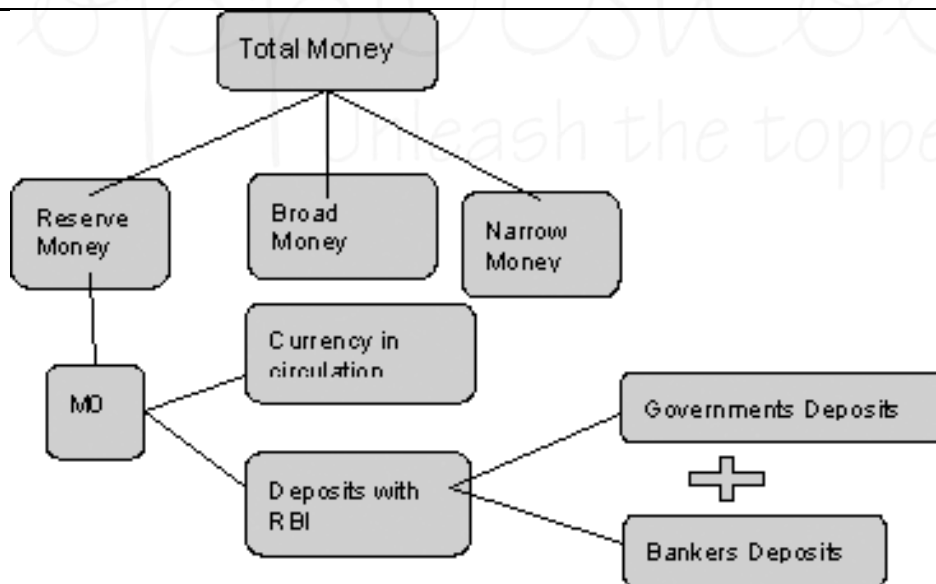 Unleash the toppe
Total Money
Reserve
Money
Broad
Money
Narrow
Money
Currency in
circulation
M0
Governments Deposits
Deposits with
RBI
Bankers Deposits